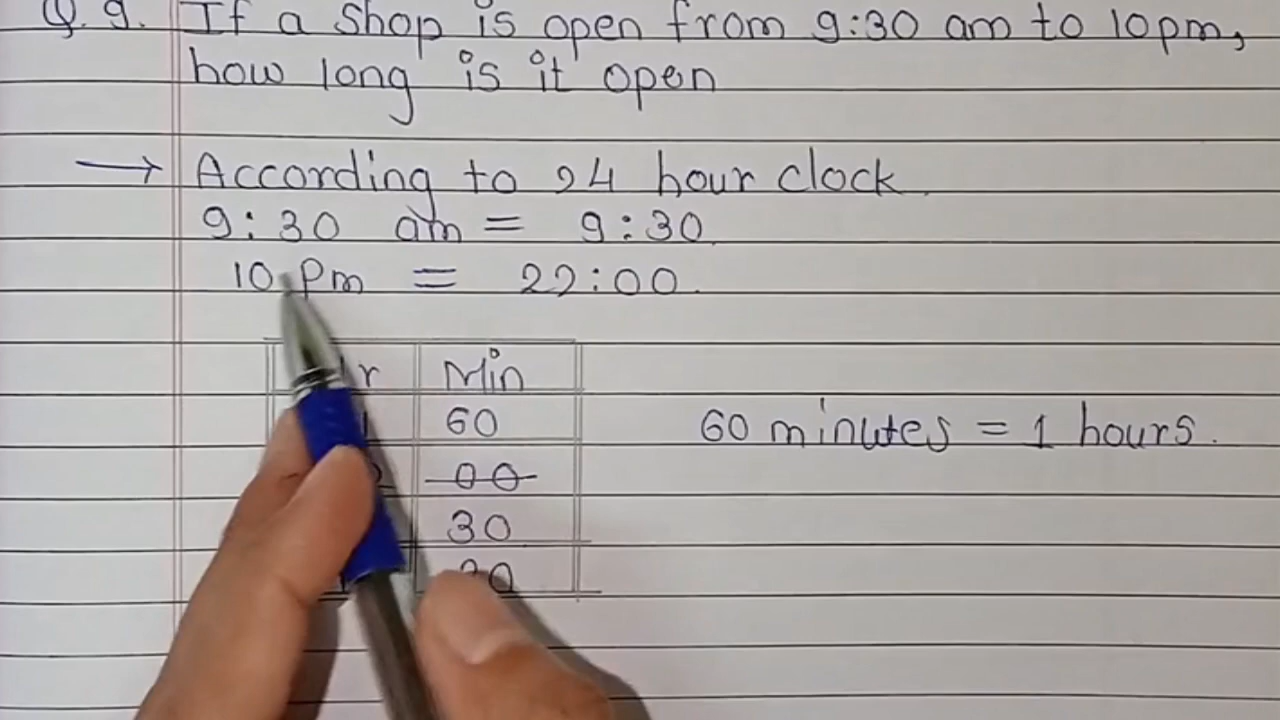 Q. 9. If a shop is open from 9:30 am to 10pm,
how long is it open
→ According to 24 hour clock.
9:30 am = 9:30
10 Pm = 22:00.
r Min
60
60 minutes = 1 hours.
00
30